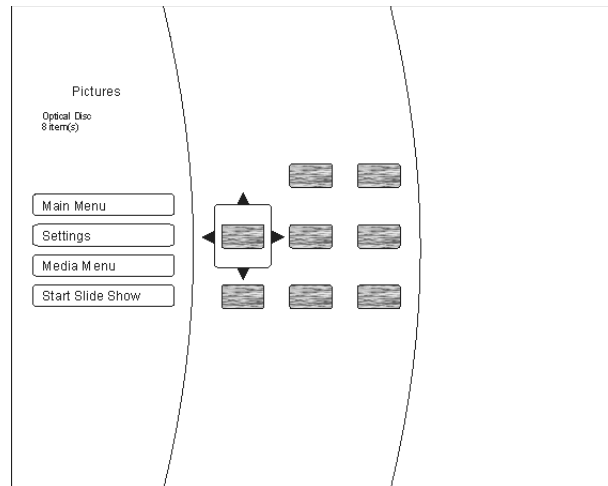 Pictures
Optical Disc
8 item(s)
Main Menu
Settings
Media Menu
Start Slide Show